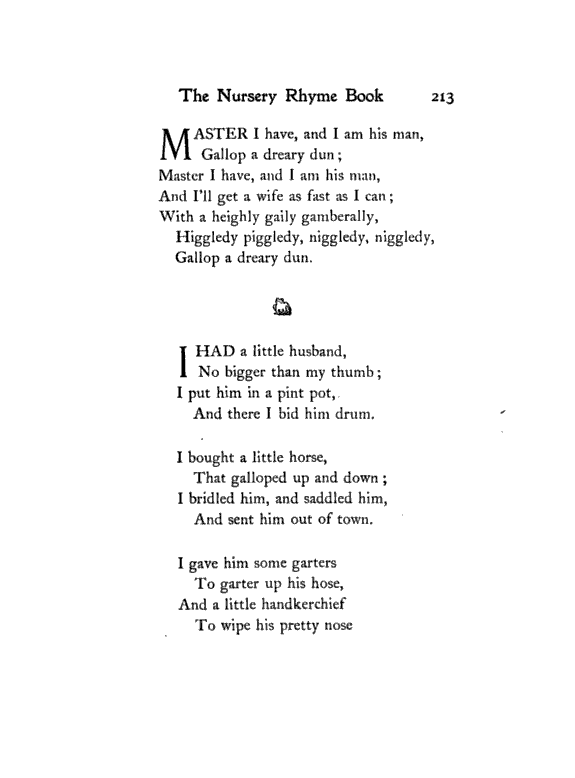 The Nursery Rhyme Book 213
MASTER I have, and I am his man,
Gallop a dreary dun;
Master I have, and I am his man,
And I'll get a wife as fast as I can;
With a heighly gaily gamberally,
Higgledy piggledy, niggledy, niggledy,
Gallop a dreary dun.
I HAD a little husband,
No bigger than my thumb;
I put him in a pint pot,
And there I bid him drum.
I bought a little horse,
That galloped up and down;
I bridled him, and saddled him,
And sent him out of town.
I gave him some garters
To garter up his hose,
And a little handkerchief
To wipe his pretty nose